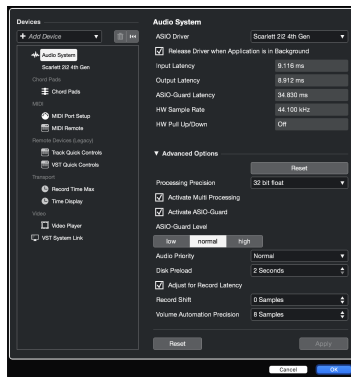 Devices
+ Add Device
Audio System
Scarlett 2i2 4th Gen
Chord Pads
Chord Pads
MIDI
MIDI Port Setup
MIDI Remote
Remote Devices (Legacy)
Track Quick Controls
VST Quick Controls
Transport
Record Time Max
Time Display
Video
Video Player
VST System Link
Audio System
ASIO Driver Scarlett 2i2 4th Gen
Release Driver when Application is in Background
Input Latency 9.116 ms
Output Latency 8.912 ms
ASIO-Guard Latency 34.830 ms
HW Sample Rate 44.100 kHz
HW Pull Up/Down Off
Advanced Options
Reset
Processing Precision 32 bit float
Activate Multi Processing
Activate ASIO-Guard
ASIO-Guard Level
low normal high
Audio Priority Normal
Disk Preload 2 Seconds
Adjust for Record Latency
Record Shift 0 Samples
Volume Automation Precision 8 Samples
Reset Apply
Cancel OK